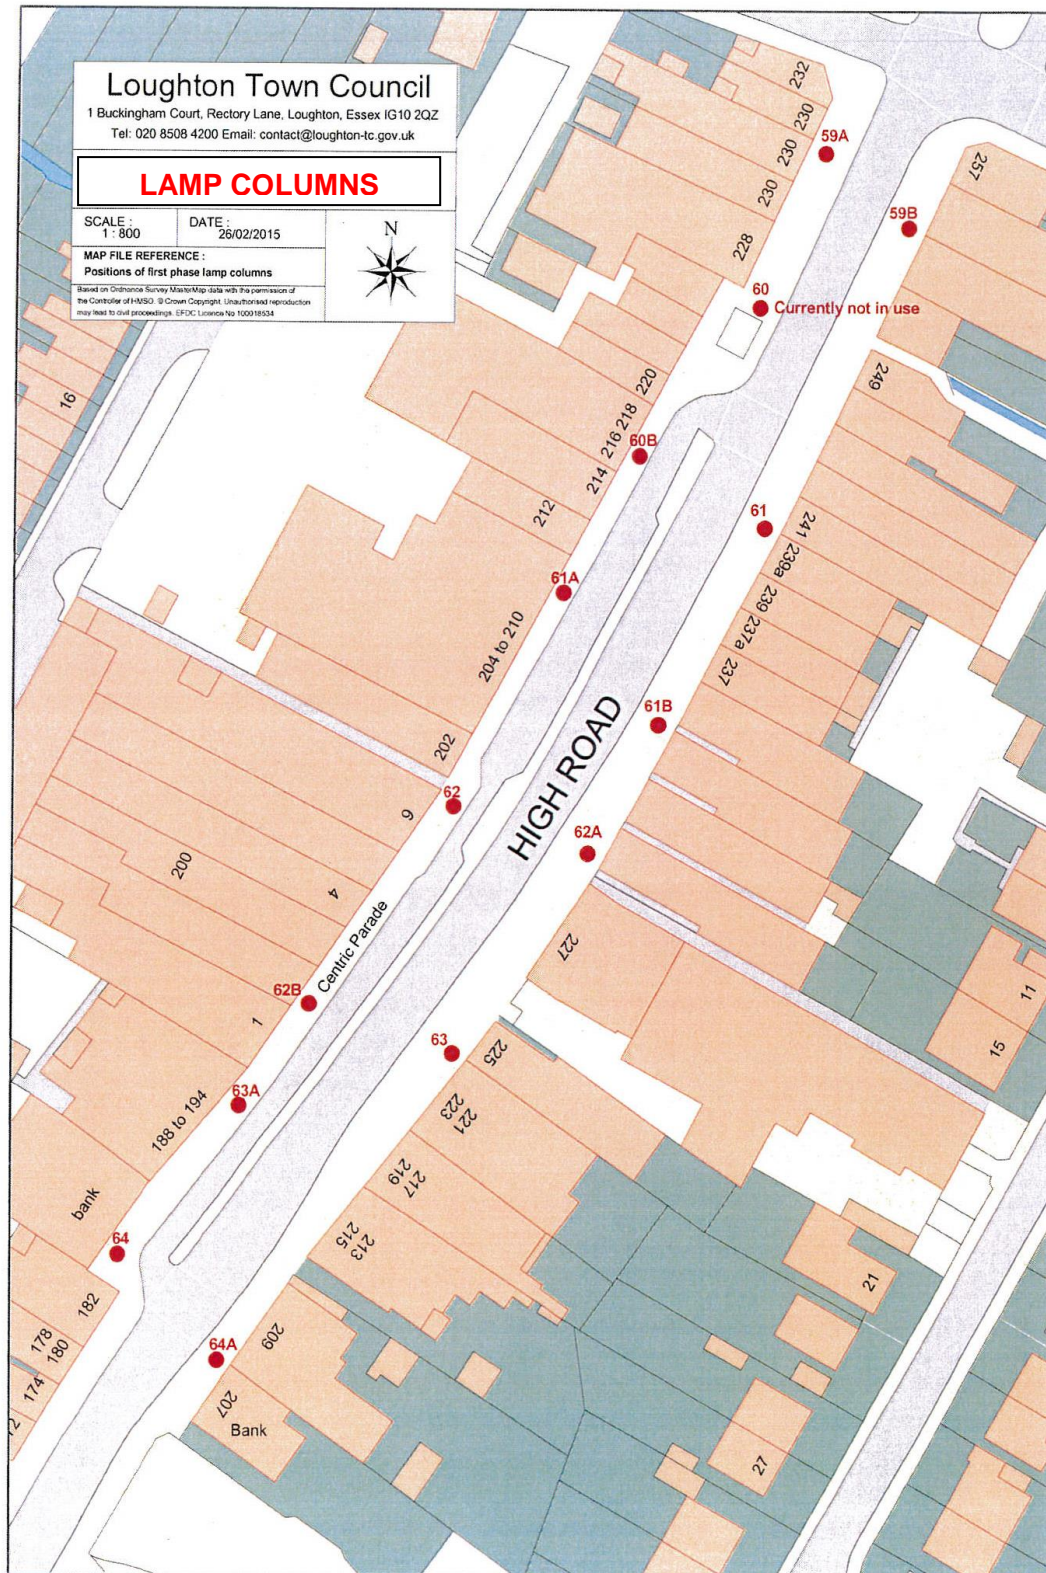 Loughton Town Council
1 Buckingham Court, Rectory Lane, Loughton, Essex IG10 2QZ
Tel: 020 8508 4200 Email: contact@loughton-tc.gov.uk
LAMP COLUMNS
SCALE :
1 : 800
DATE :
26/02/2015
N
MAP FILE REFERENCE :
Positions of first phase lamp columns
Based on Ordnance Survey MasterMap data with the permission of
the Controller of HMSO. © Crown Copyright. Unauthorised reproduction
may lead to civil proceedings. EFDC Licence No 100018534
232
230
59A
230
257
230
59B
228
60
Currently not in use
249
220
16
218
216
60B
214
212
61
241
239a
61A
239
237a
204 to 210
237
61B
HIGH ROAD
202
62
6
62A
200
4
Centric Parade
227
62B
11
1
63
15
225
63A
223
221
188 to 194
219
217
bank
215
213
64
21
182
209
178
180
64A
174
207
Bank
27